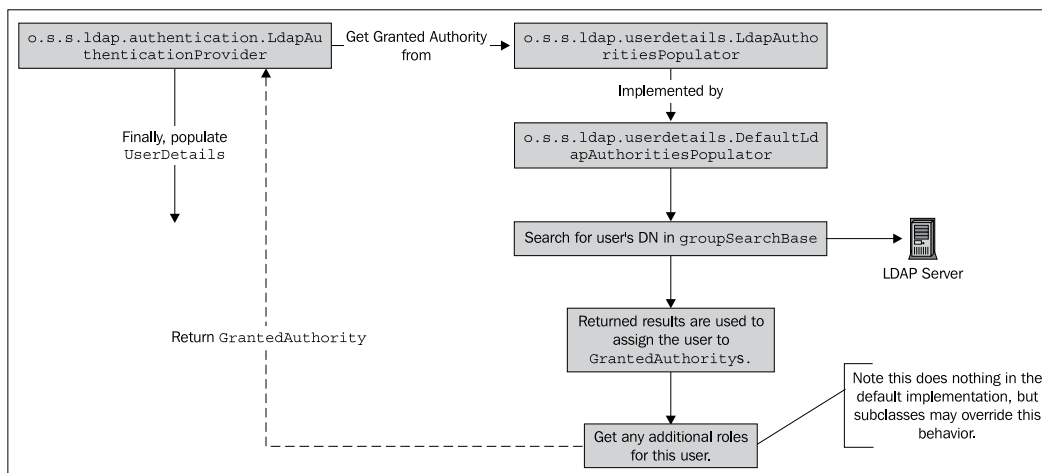 o.s.s.ldap.authentication.LdapAu
thenticationProvider
Get Granted Authority
from
o.s.s.ldap.userdetails.LdapAutho
ritiesPopulator
Implemented by
Finally, populate
UserDetails
o.s.s.ldap.userdetails.DefaultLd
apAuthoritiesPopulator
Search for user's DN in groupSearchBase
LDAP Server
Return GrantedAuthority
Returned results are used to
assign the user to
GrantedAuthoritys.
Note this does nothing in the
default implementation, but
subclasses may override this
behavior.
Get any additional roles
for this user.